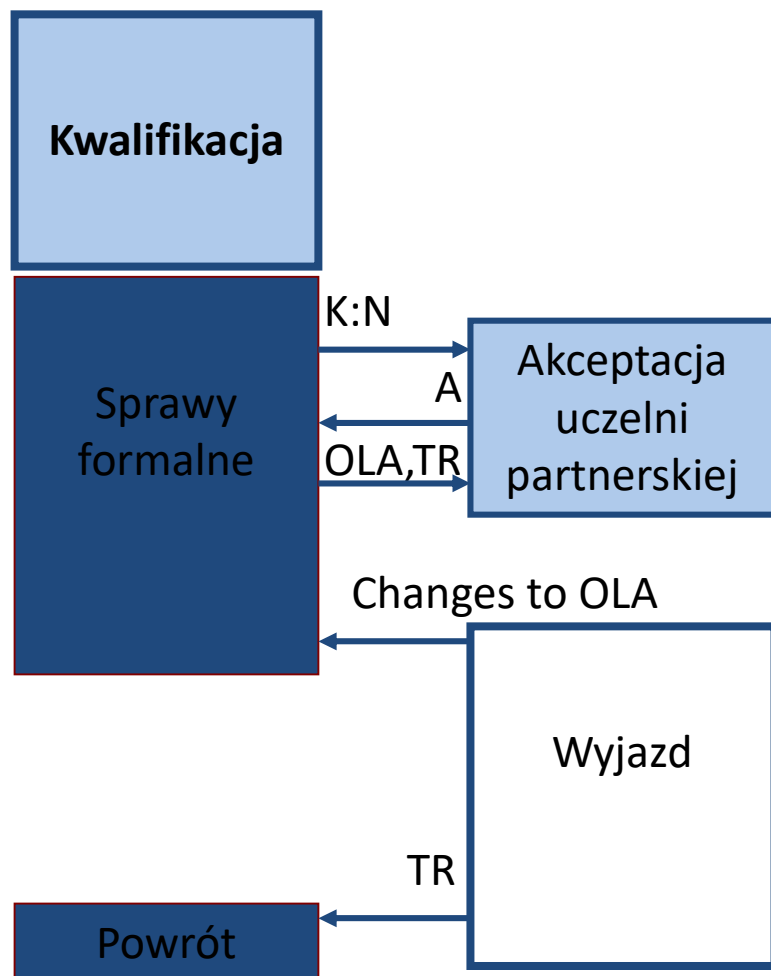 Kwalifikacja
K:N
Sprawy
formalne
A
OLA,TR
Akceptacja
uczelni
partnerskiej
Changes to OLA
Wyjazd
TR
Powrót